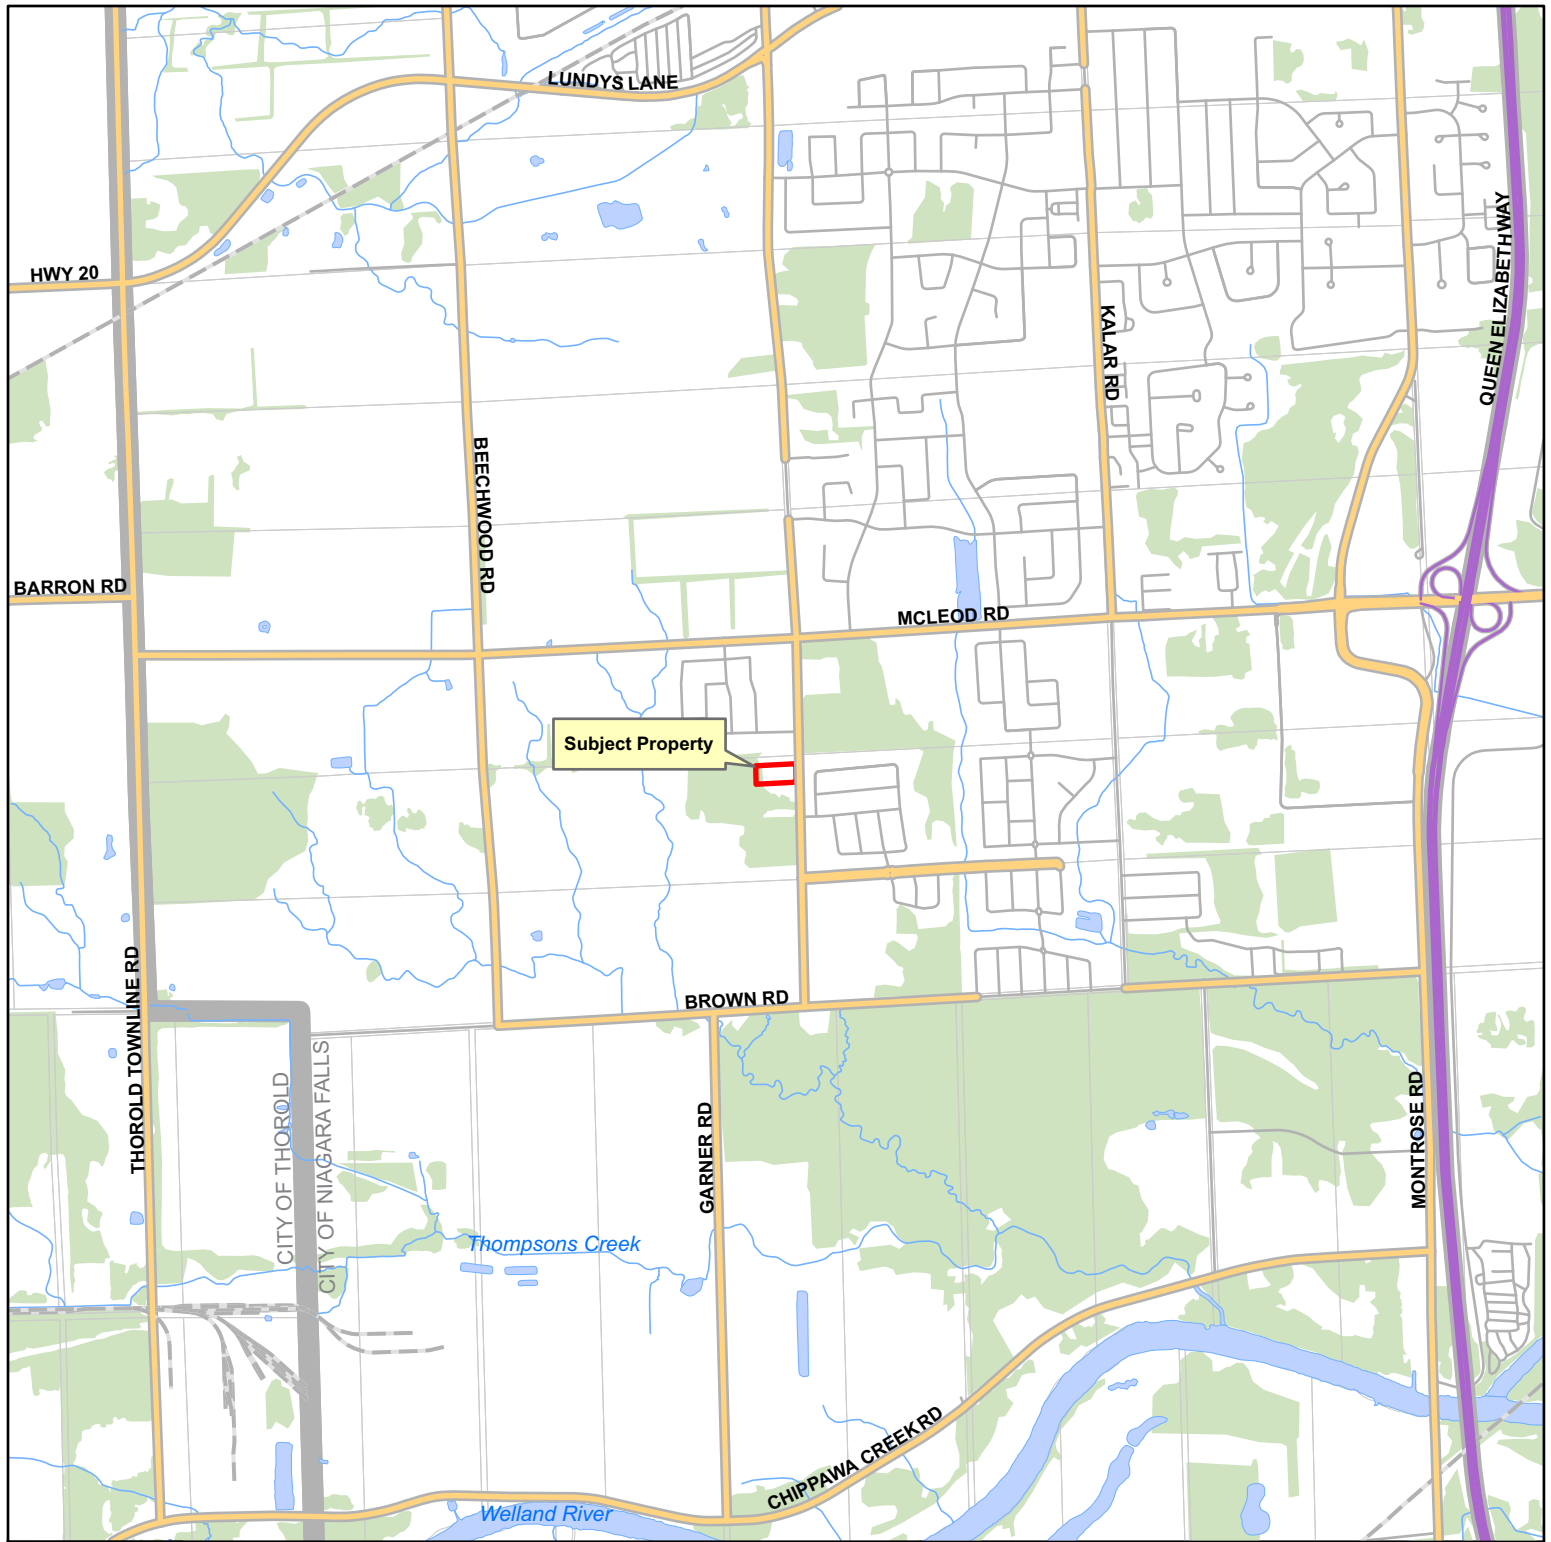 LUNDYS LANE
HWY 20
QUEEN ELIZABETH WAY
KALAR RD
BEECHWOOD RD
BARRON RD
MCLEOD RD
Subject Property
THOROLD TOWNLINE RD
BROWN RD
CITY OF THOROLD
CITY OF NIAGARA FALLS
GARNER RD
MONTROSE RD
Thompsons Creek
CHIPPAWA CREEK RD
Welland River